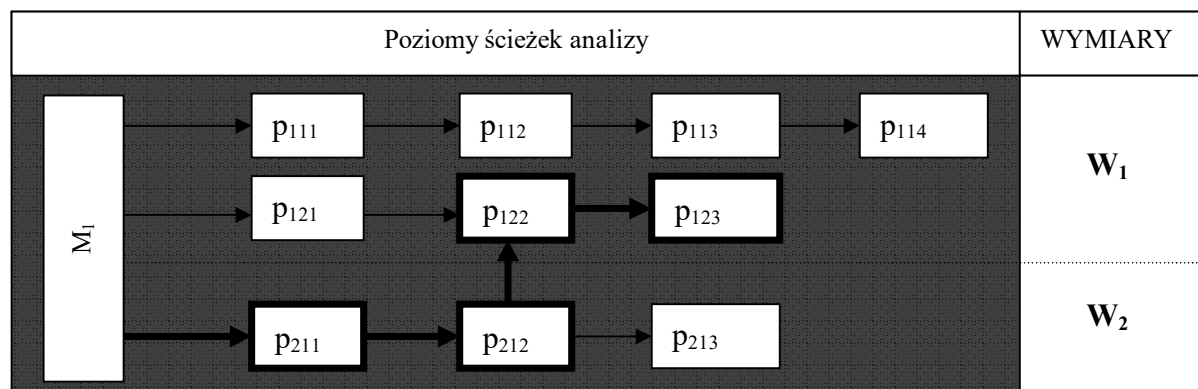 Poziomy ścieżek analizy WYMIARY
p111 p112 p113 p114
W1
p121 p122 p123
M1
p211 p212 p213
W2